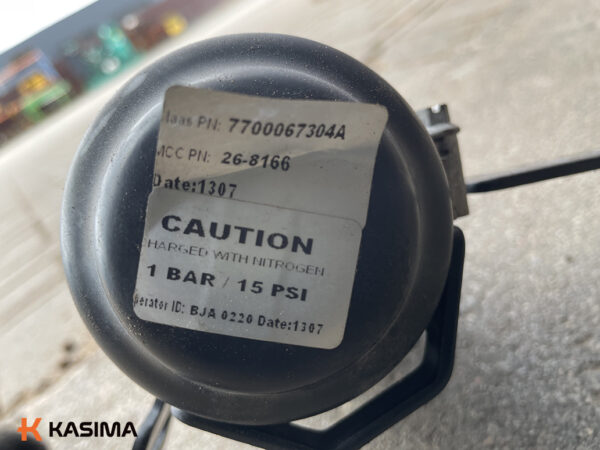 laas PN: 7700067304A
MCC PN: 26-8166
Date:1307
CAUTION
HARGED WITH NITROGEN
1 BAR / 15 PSI
perator ID: BJA 0220 Date:1307
KASIMA